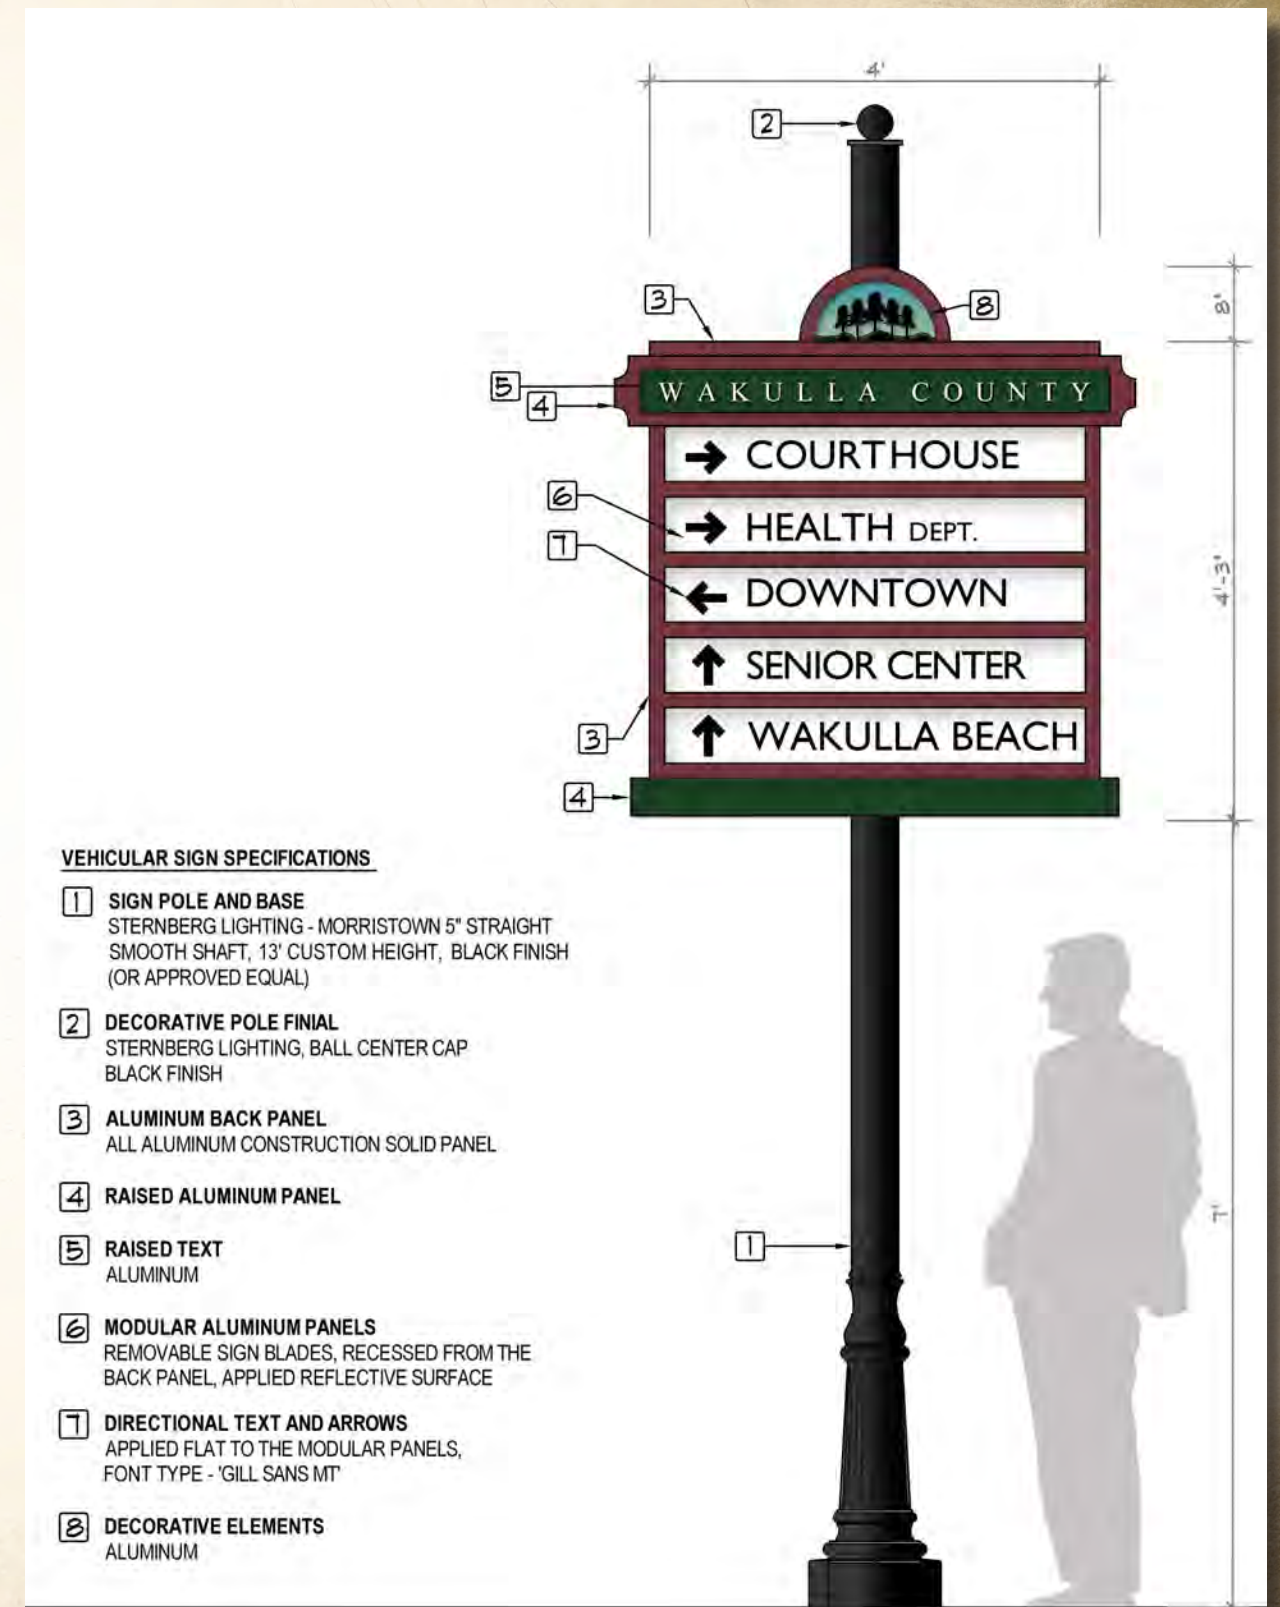 4'
2
3
8
8'
5
4
WAKULLA COUNTY
→ COURTHOUSE
6
→ HEALTH DEPT.
7
← DOWNTOWN
4'-3'
↑ SENIOR CENTER
3
↑ WAKULLA BEACH
4
VEHICULAR SIGN SPECIFICATIONS
1 SIGN POLE AND BASE
STERNBERG LIGHTING - MORRISTOWN 5" STRAIGHT
SMOOTH SHAFT, 13' CUSTOM HEIGHT, BLACK FINISH
(OR APPROVED EQUAL)
2 DECORATIVE POLE FINIAL
STERNBERG LIGHTING, BALL CENTER CAP
BLACK FINISH
3 ALUMINUM BACK PANEL
ALL ALUMINUM CONSTRUCTION SOLID PANEL
4 RAISED ALUMINUM PANEL
5 RAISED TEXT
ALUMINUM
6 MODULAR ALUMINUM PANELS
REMOVABLE SIGN BLADES, RECESSED FROM THE
BACK PANEL, APPLIED REFLECTIVE SURFACE
7 DIRECTIONAL TEXT AND ARROWS
APPLIED FLAT TO THE MODULAR PANELS,
FONT TYPE - 'GILL SANS MT'
8 DECORATIVE ELEMENTS
ALUMINUM
1
7'